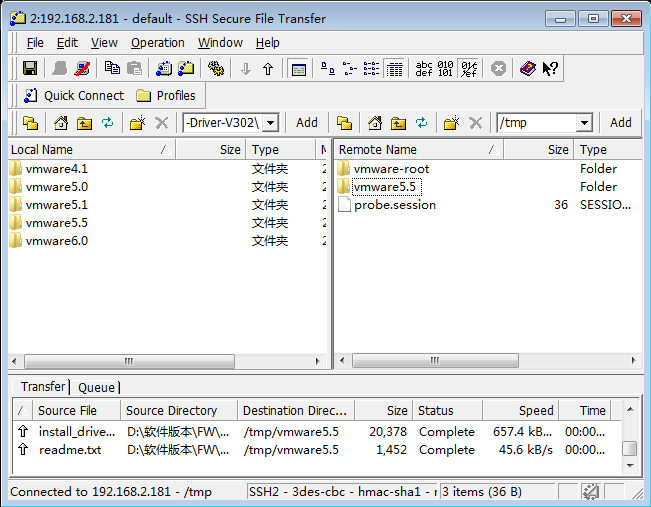 2:192.168.2.181 - default - SSH Secure File Transfer
File Edit View Operation Window Help
abc def 010 101
Quick Connect Profiles
-Driver-V302\ Add /tmp Add
Local Name / Size Type Remote Name / Size Type
vmware4.1 文件夹 2 vmware-root Folder
vmware5.0 文件夹 2 vmware5.5 Folder
vmware5.1 文件夹 2 probe.session 36 SESSIO...
vmware5.5 文件夹 2
vmware6.0 文件夹 2
Transfer Queue
/ Source File Source Directory Destination Direc... Size Status Speed Time
install_drive... D:\软件版本\FW\... /tmp/vmware5.5 20,378 Complete 657.4 kB... 00:00...
readme.txt D:\软件版本\FW\... /tmp/vmware5.5 1,452 Complete 45.6 kB/s 00:00...
Connected to 192.168.2.181 - /tmp SSH2 - 3des-cbc - hmac-sha1 - 3 items (36 B)